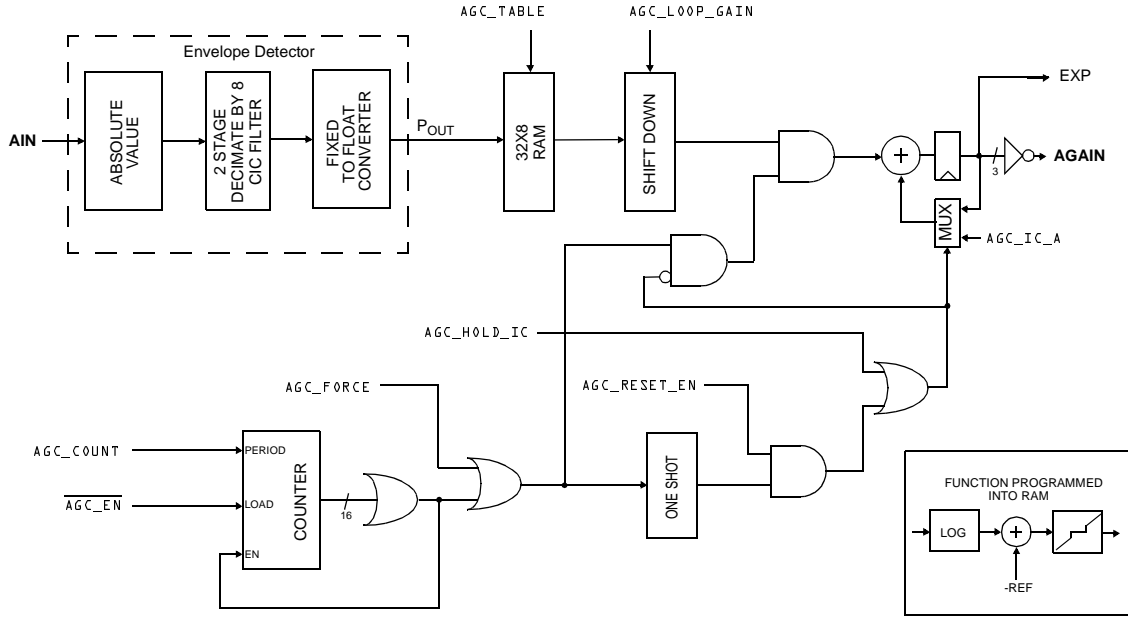 AGC_TABLE
AGC_LOOP_GAIN
Envelope Detector
AIN
ABSOLUTE
VALUE
2 STAGE
DECIMATE BY 8
CIC FILTER
FIXED
TO FLOAT
CONVERTER
POUT
32X8
RAM
SHIFT DOWN
EXP
3
AGAIN
MUX
AGC_IC_A
AGC_HOLD_IC
AGC_FORCE
AGC_RESET_EN
AGC_COUNT
PERIOD
AGC_EN
LOAD
EN
COUNTER
16
ONE SHOT
FUNCTION PROGRAMMED
INTO RAM
LOG
-REF